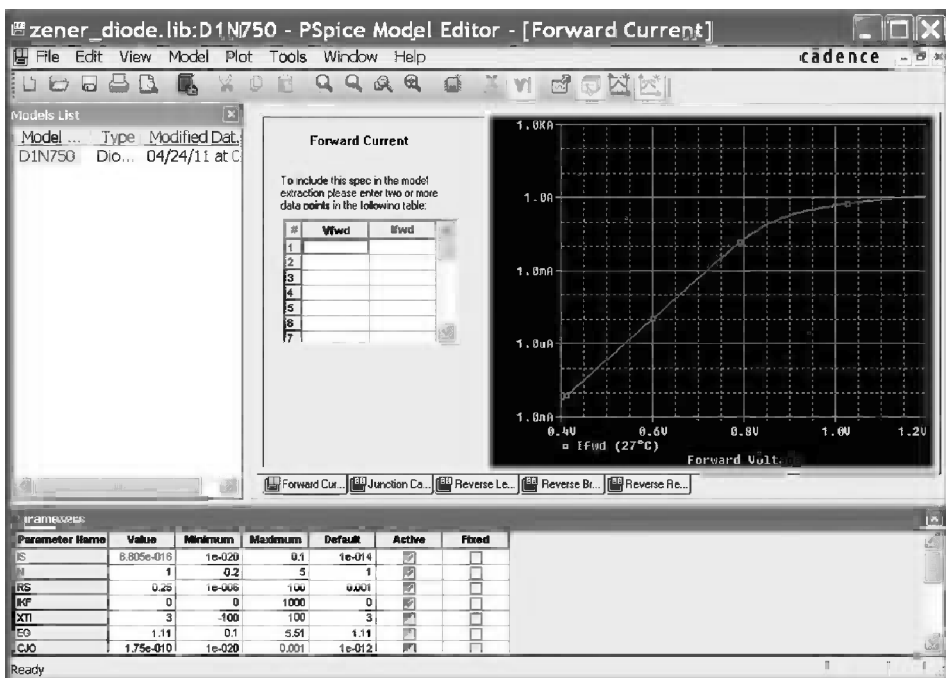 zener_diode.lib:D1N750 - PSpice Model Editor - [Forward Current]
File Edit View Model Plot Tools Window Help
cādence
Models List
Model ... Type Modified Dat.
D1N750 Dio... 04/24/11 at
Forward Current
To include this spec in the model
extraction please enter two or more
data points in the following table:
# Vfwd Ifwd
1
2
3
4
5
6
7
1.0KA
1.0A
1.0mA
1.0uA
1.0nA
0.4V 0.6V 0.8V 1.0V 1.2V
Ifwd (27°C)
Forward Volt
Forward Cur... Junction Ca... Reverse Le... Reverse Br... Reverse Re...
Parameter Name Value Minimum Maximum Default Active Fixed
IS 6.805e-016 1e-020 0.1 1e-014
N 1 0.2 5 1
RS 0.25 1e-006 100 0.001
IKF 0 0 1000 0
XTI 3 -100 100 3
EG 1.11 0.1 5.51 1.11
CJO 1.75e-010 1e-020 0.001 1e-012
Ready